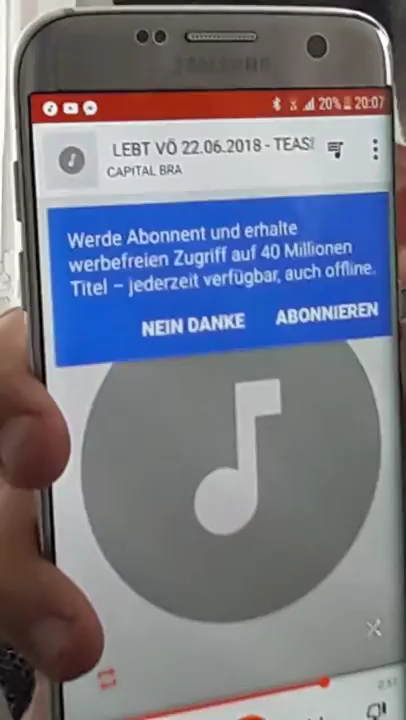 SAMSUNG
20% 20:07
LEBT VÖ 22.06.2018 - TEAS
CAPITAL BRA
Werde Abonnent und erhalte
werbefreien Zugriff auf 40 Millionen
Titel – jederzeit verfügbar, auch offline.
NEIN DANKE ABONNIEREN